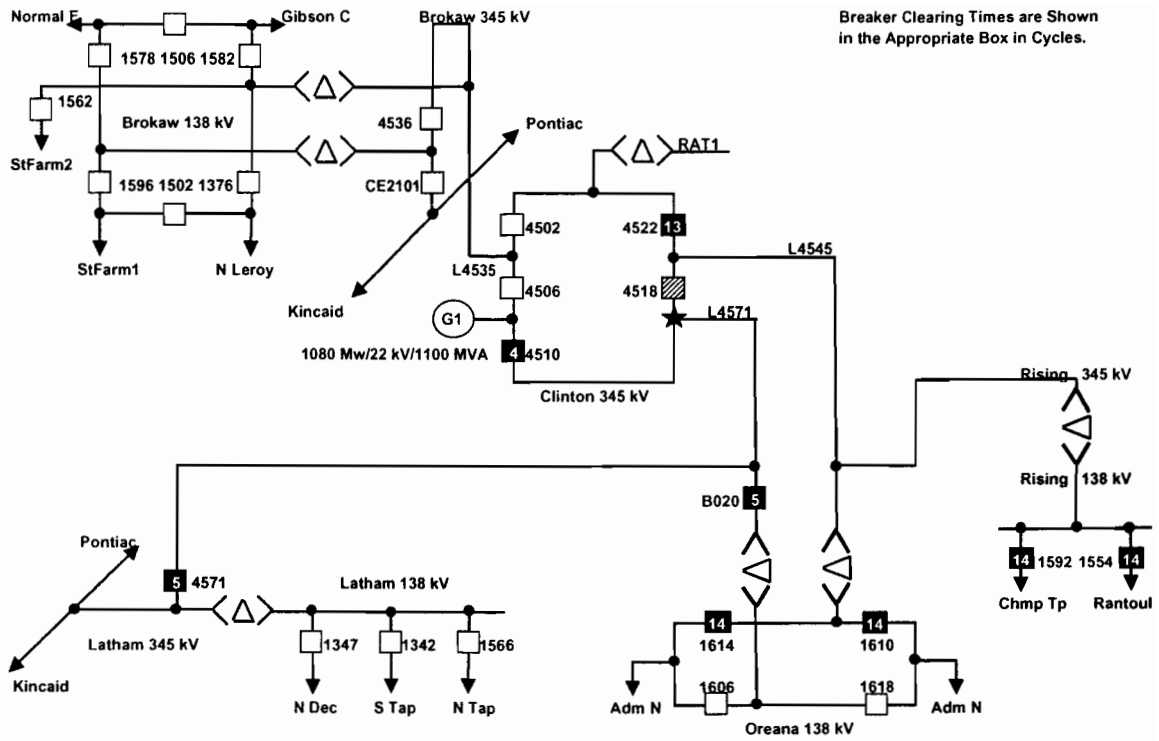 Normal E
Gibson C
Brokaw 345 kV
Breaker Clearing Times are Shown
in the Appropriate Box in Cycles.
1578 1506 1582
1562
Brokaw 138 kV
4536
Pontiac
StFarm2
RAT1
1596 1502 1376
CE2101
4502
4522 13
StFarm1
N Leroy
L4535
L4545
4506
4518
Kincaid
G1
L4571
1080 Mw/22 kV/1100 MVA
4 4510
Clinton 345 kV
Rising 345 kV
Rising 138 kV
B020 5
Pontiac
5 4571
Latham 138 kV
14 1592 1554 14
Chmp Tp
Rantoul
Latham 345 kV
1347
1342
1566
14
14
1614
1610
Kincaid
1606
1618
N Dec
S Tap
N Tap
Adm N
Adm N
Oreana 138 kV